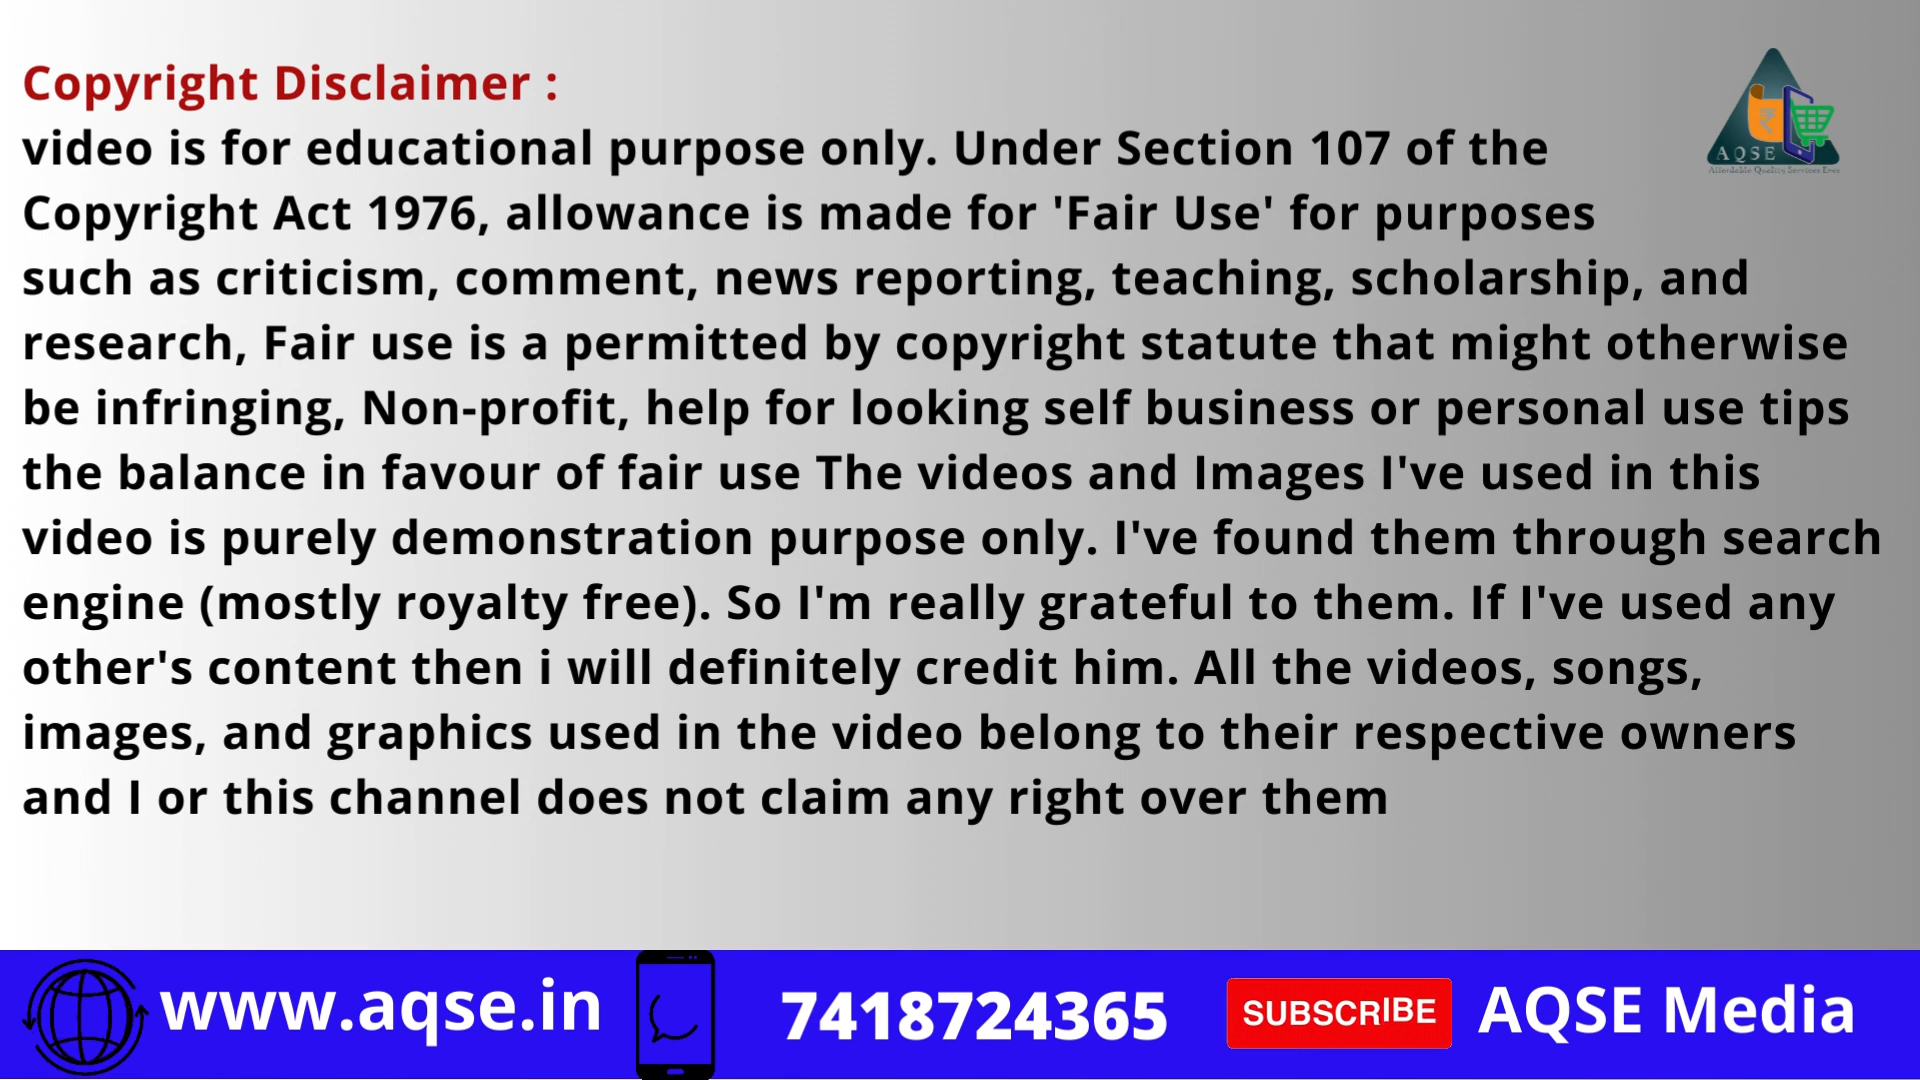 Copyright Disclaimer :
video is for educational purpose only. Under Section 107 of the
Copyright Act 1976, allowance is made for 'Fair Use' for purposes
such as criticism, comment, news reporting, teaching, scholarship, and
research, Fair use is a permitted by copyright statute that might otherwise
be infringing, Non-profit, help for looking self business or personal use tips
the balance in favour of fair use The videos and Images I've used in this
video is purely demonstration purpose only. I've found them through search
engine (mostly royalty free). So I'm really grateful to them. If I've used any
other's content then i will definitely credit him. All the videos, songs,
images, and graphics used in the video belong to their respective owners
and I or this channel does not claim any right over them
AQSE
Affordable Quality Services Ever
www.aqse.in
7418724365
SUBSCRIBE
AQSE Media